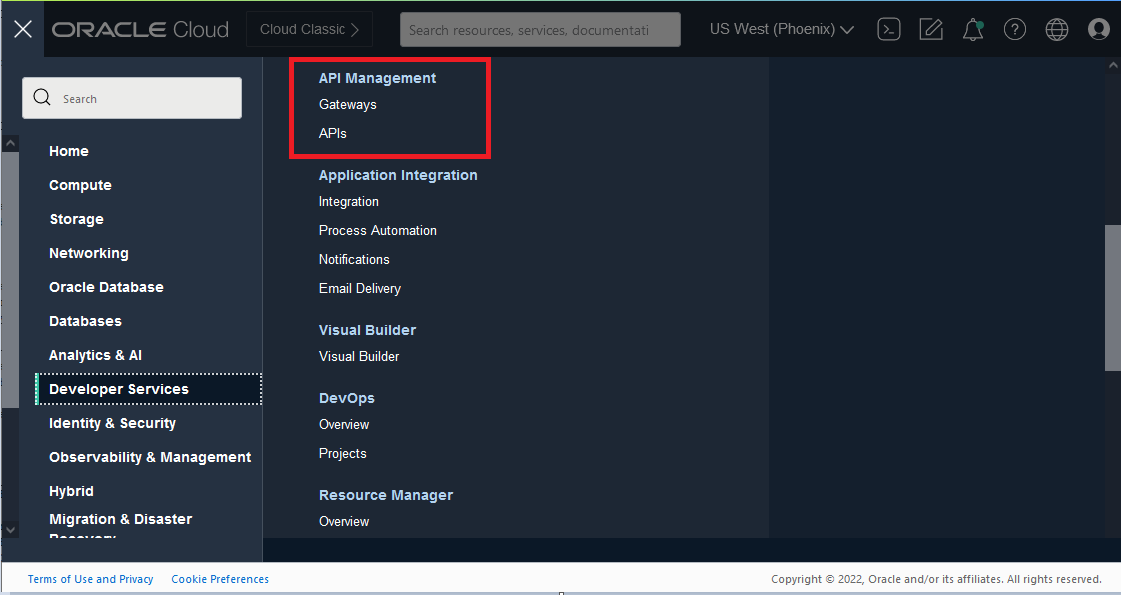 ORACLE Cloud
Cloud Classic
Search resources, services, documentati
US West (Phoenix)
Search
Home
Compute
Storage
Networking
Oracle Database
Databases
Analytics & AI
Developer Services
Identity & Security
Observability & Management
Hybrid
Migration & Disaster
Recovery
API Management
Gateways
APIs
Application Integration
Integration
Process Automation
Notifications
Email Delivery
Visual Builder
Visual Builder
DevOps
Overview
Projects
Resource Manager
Overview
Terms of Use and Privacy
Cookie Preferences
Copyright © 2022, Oracle and/or its affiliates. All rights reserved.